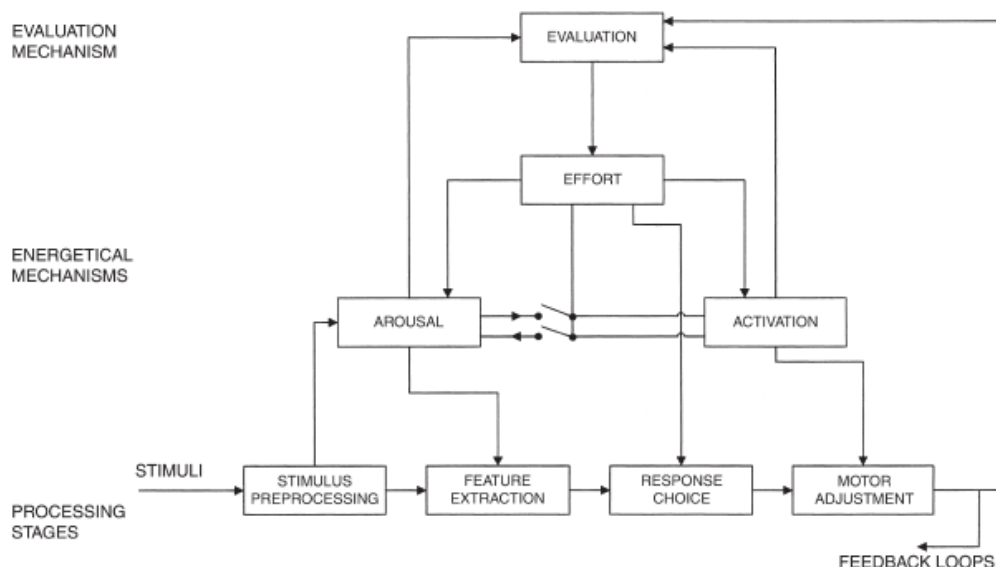 EVALUATION
MECHANISM
EVALUATION
EFFORT
ENERGETICAL
MECHANISMS
AROUSAL
ACTIVATION
STIMULI
STIMULUS
PREPROCESSING
FEATURE
EXTRACTION
RESPONSE
CHOICE
MOTOR
ADJUSTMENT
PROCESSING
STAGES
FEEDBACK LOOPS